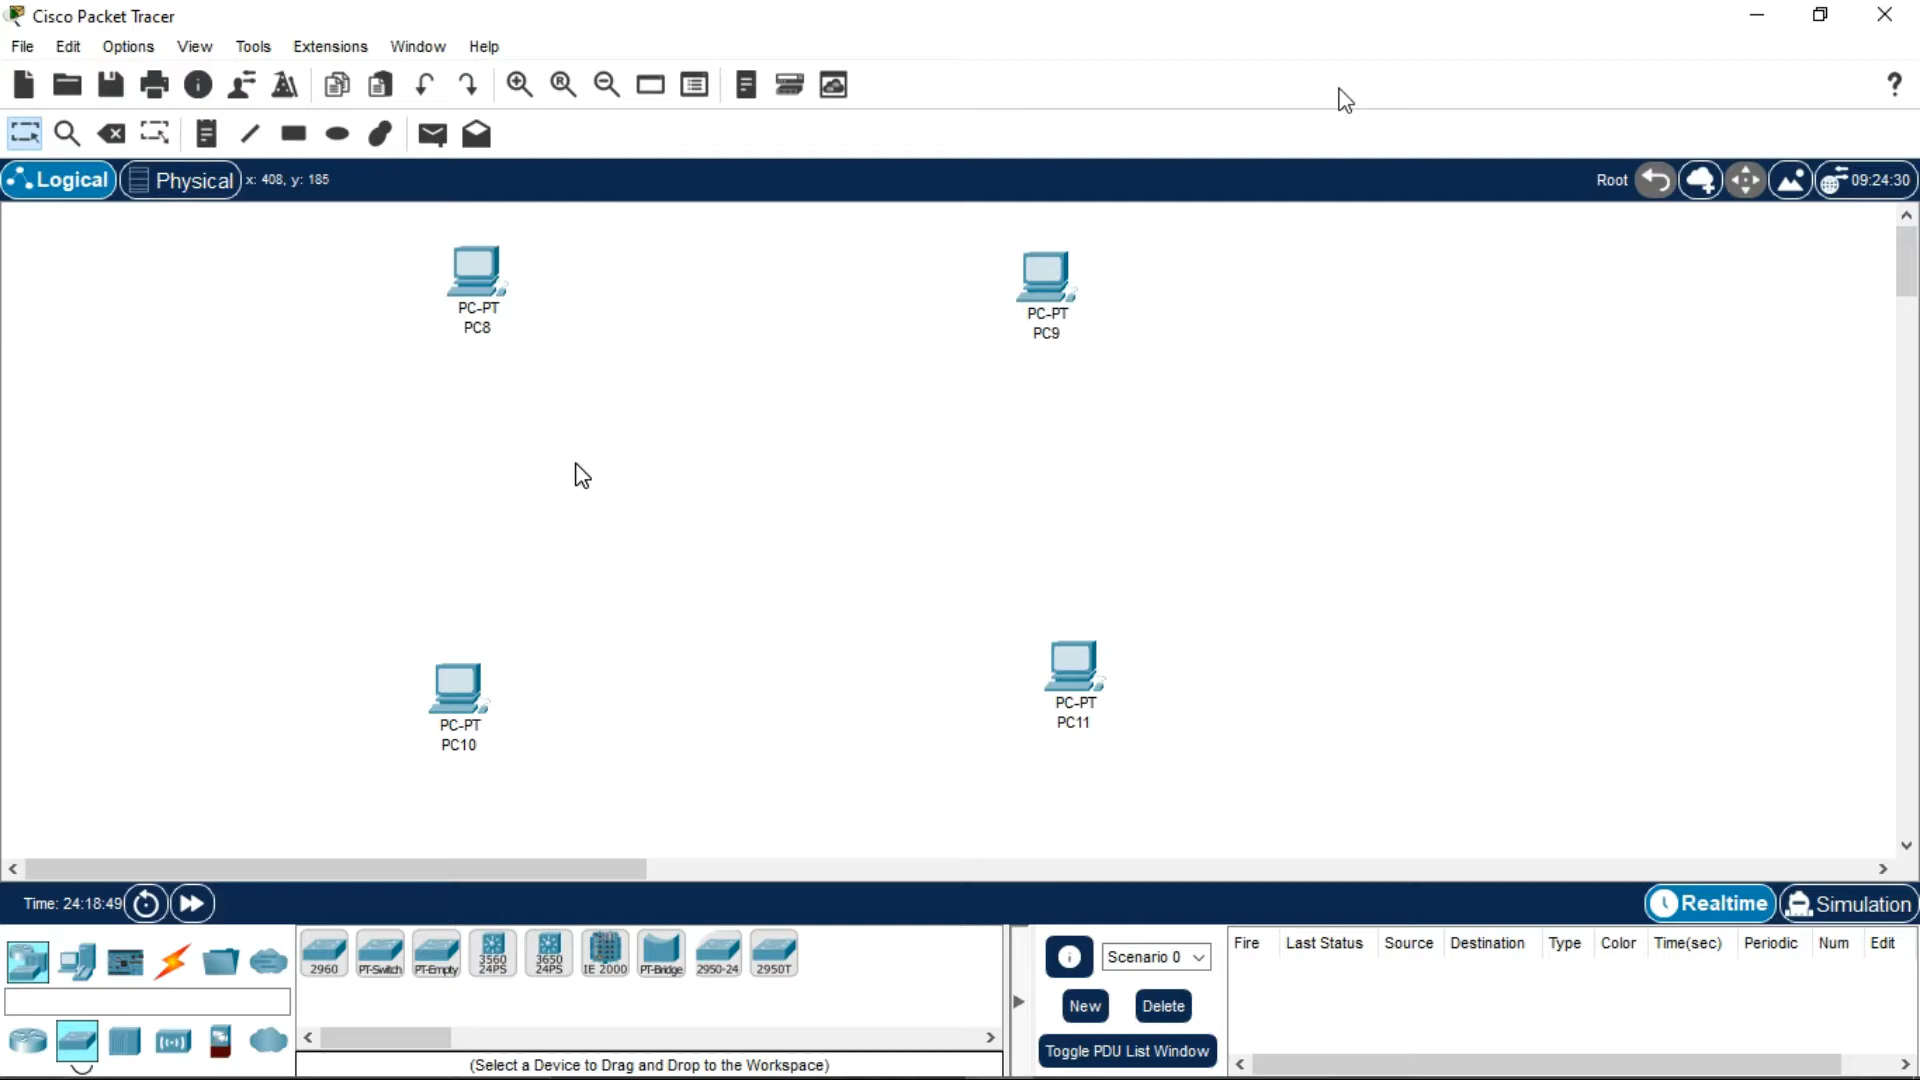 Cisco Packet Tracer
File Edit Options View Tools Extensions Window Help
?
Logical Physical x: 408, y: 185 Root 09:24:30
PC-PT
PC8
PC-PT
PC9
PC-PT
PC10
PC-PT
PC11
Time: 24:18:49 Realtime Simulation
2960 PT-Switch PT-Empty 3560 24PS 3650 24PS IE 2000 PT-Bridge 2950-24 2950T
(Select a Device to Drag and Drop to the Workspace)
Scenario 0
New Delete
Toggle PDU List Window
Fire Last Status Source Destination Type Color Time(sec) Periodic Num Edit